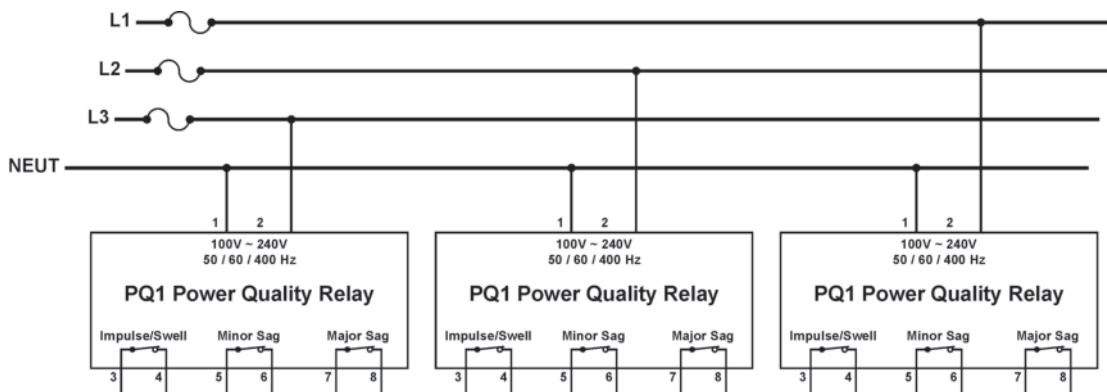 L1
L2
L3
NEUT
1 2 1 2 1 2
100V ~ 240V 100V ~ 240V 100V ~ 240V
50 / 60 / 400 Hz 50 / 60 / 400 Hz 50 / 60 / 400 Hz
PQ1 Power Quality Relay PQ1 Power Quality Relay PQ1 Power Quality Relay
Impulse/Swell Minor Sag Major Sag Impulse/Swell Minor Sag Major Sag Impulse/Swell Minor Sag Major Sag
3 4 5 6 7 8 3 4 5 6 7 8 3 4 5 6 7 8